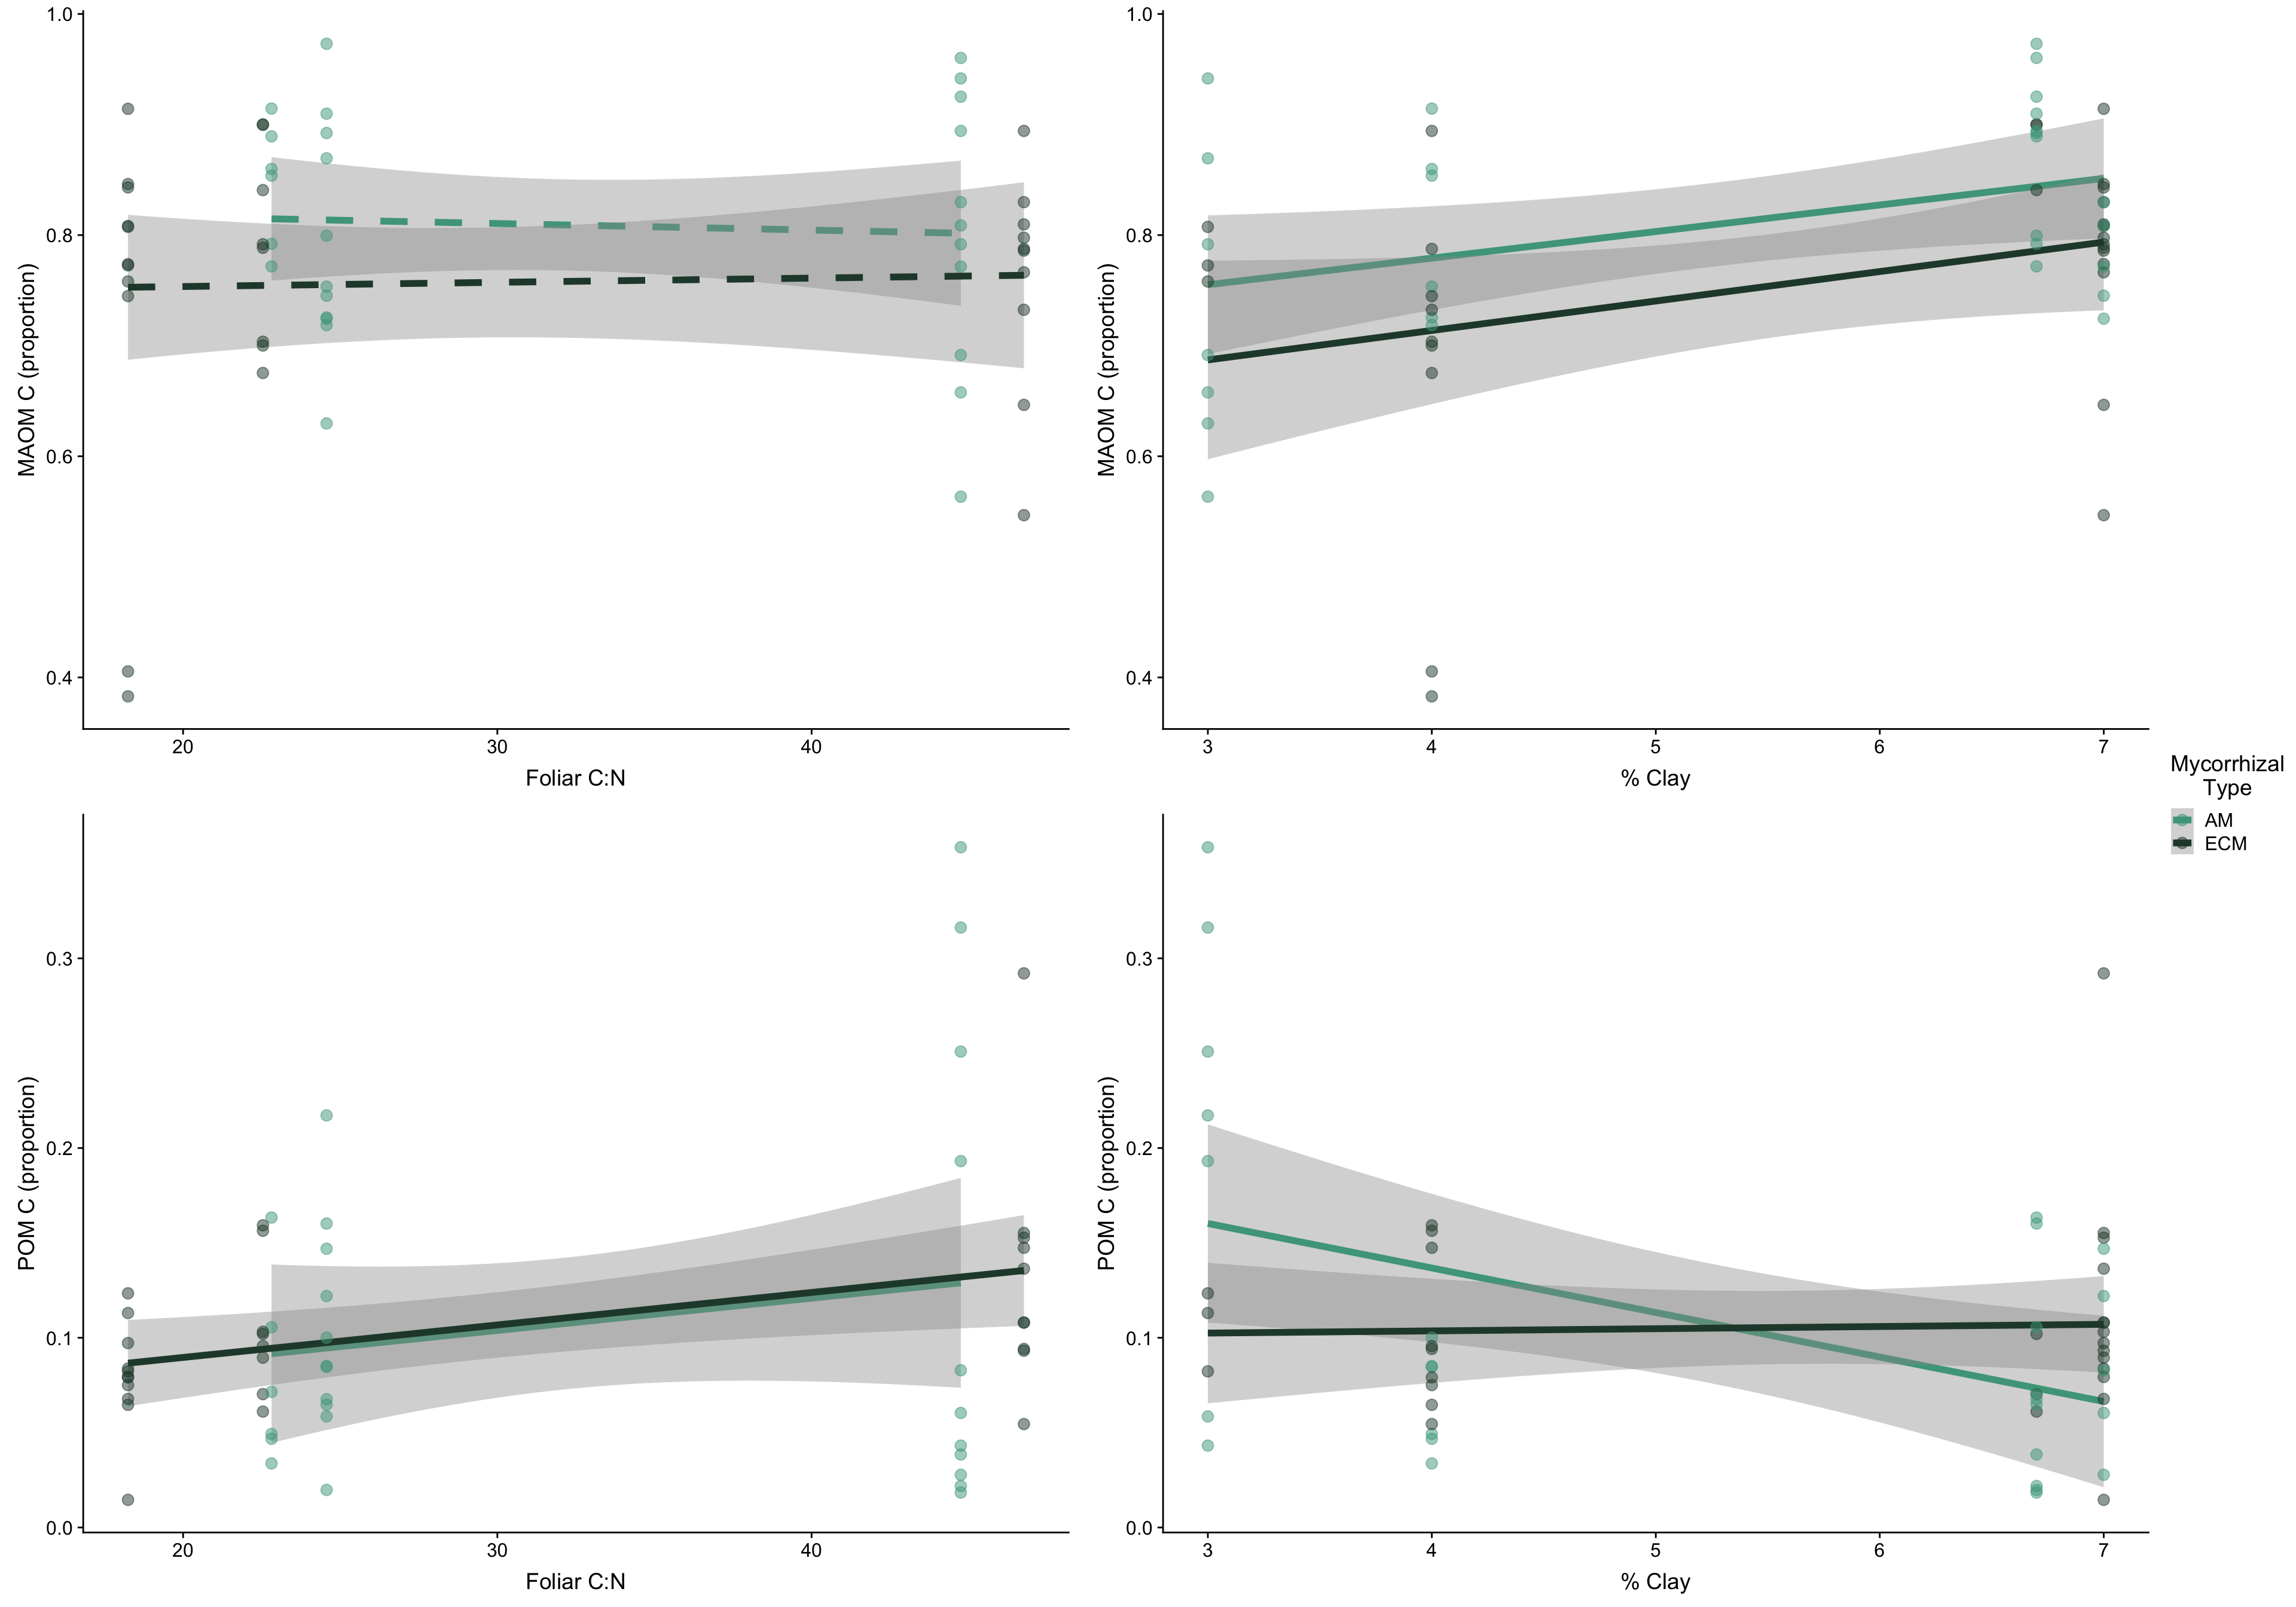 1.0
0.8
0.6
0.4
MAOM C (proportion)
20 30 40
Foliar C:N
1.0
0.8
0.6
0.4
MAOM C (proportion)
3 4 5 6 7
% Clay
0.3
0.2
0.1
0.0
POM C (proportion)
20 30 40
Foliar C:N
0.3
0.2
0.1
0.0
POM C (proportion)
3 4 5 6 7
% Clay
Mycorrhizal
Type
AM
ECM